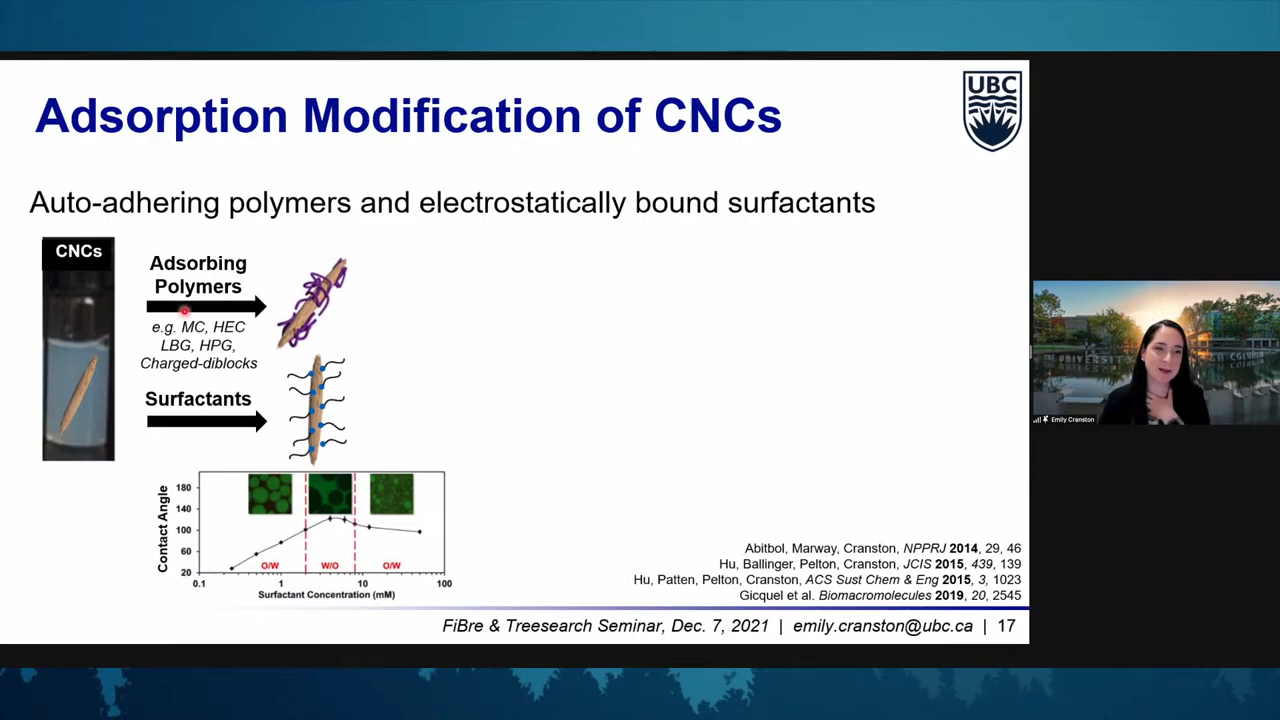 Adsorption Modification of CNCs
UBC
Auto-adhering polymers and electrostatically bound surfactants
CNCs
Adsorbing
Polymers
e.g. MC, HEC
LBG, HPG,
Charged-diblocks
Surfactants
Contact Angle
180
140
100
60
20
O/W
W/O
O/W
0.1
1
10
100
Surfactant Concentration (mM)
Abitbol, Marway, Cranston, NPPRJ 2014, 29, 46
Hu, Ballinger, Pelton, Cranston, JCIS 2015, 439, 139
Hu, Patten, Pelton, Cranston, ACS Sust Chem & Eng 2015, 3, 1023
Gicquel et al. Biomacromolecules 2019, 20, 2545
FiBre & Treesearch Seminar, Dec. 7, 2021 | emily.cranston@ubc.ca | 17
THE UNIVERSITY
COLUMBIA
Emily Cranston